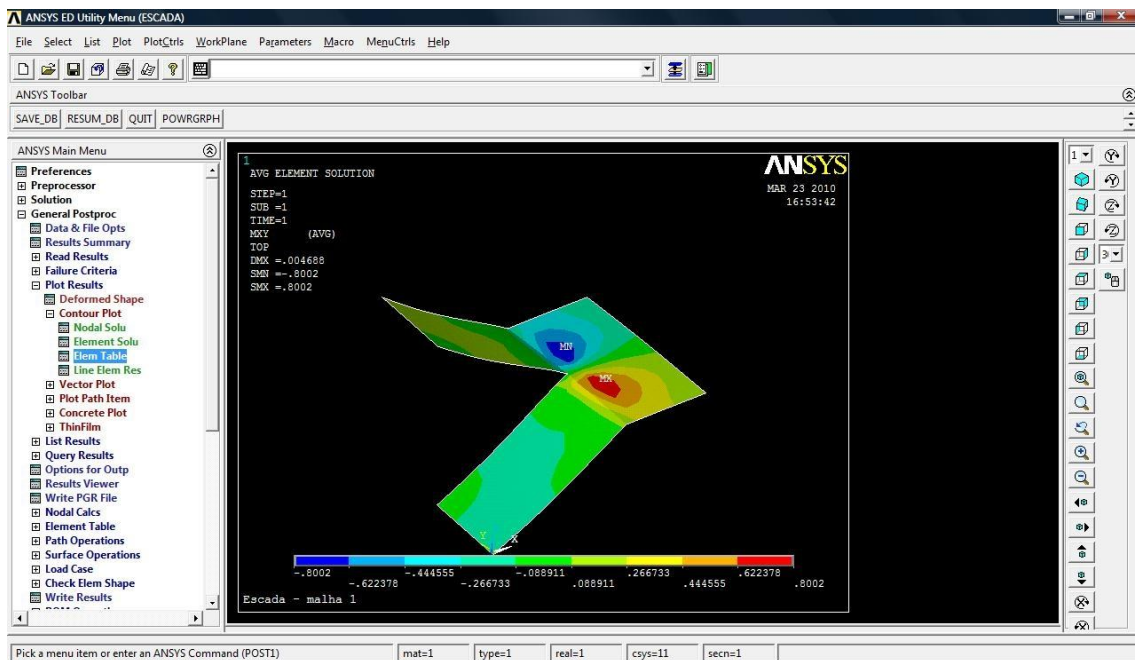 ANSYS ED Utility Menu (ESCADA)
File Select List Plot PlotCtrls WorkPlane Parameters Macro MenuCtrls Help
ANSYS Toolbar
SAVE_DB RESUM_DB QUIT POWRGRPH
ANSYS Main Menu
Preferences
Preprocessor
Solution
General Postproc
Data & File Opts
Results Summary
Read Results
Failure Criteria
Plot Results
Deformed Shape
Contour Plot
Nodal Solu
Element Solu
Elem Table
Line Elem Res
Vector Plot
Plot Path Item
Concrete Plot
ThinFilm
List Results
Query Results
Options for Outp
Results Viewer
Write PGR File
Nodal Calcs
Element Table
Path Operations
Surface Operations
Load Case
Check Elem Shape
Write Results
1
AVG ELEMENT SOLUTION
STEP=1
SUB =1
TIME=1
MXY (AVG)
TOP
DMX =.004688
SMN =-.8002
SMX =.8002
ANSYS
MAR 23 2010
16:53:42
MN
MX
Y X
-.8002 -.444555 -.088911 .266733 .622378
-.622378 -.266733 .088911 .444555 .8002
Escada - malha 1
1
3
Pick a menu item or enter an ANSYS Command (POST1) mat=1 type=1 real=1 csys=11 secn=1